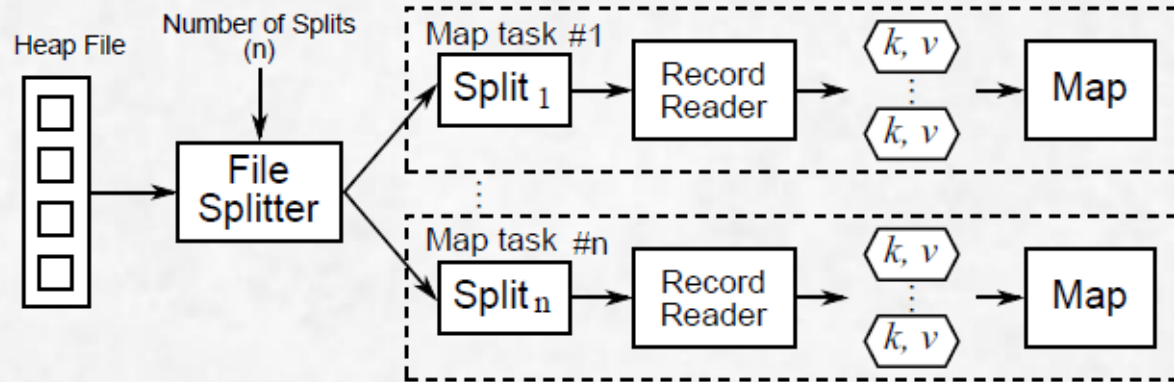 Heap File
Number of Splits
(n)
File
Splitter
Map task #1
Split 1
Record
Reader
k, v
⋮
k, v
Map
⋮
Map task #n
Split n
Record
Reader
k, v
⋮
k, v
Map